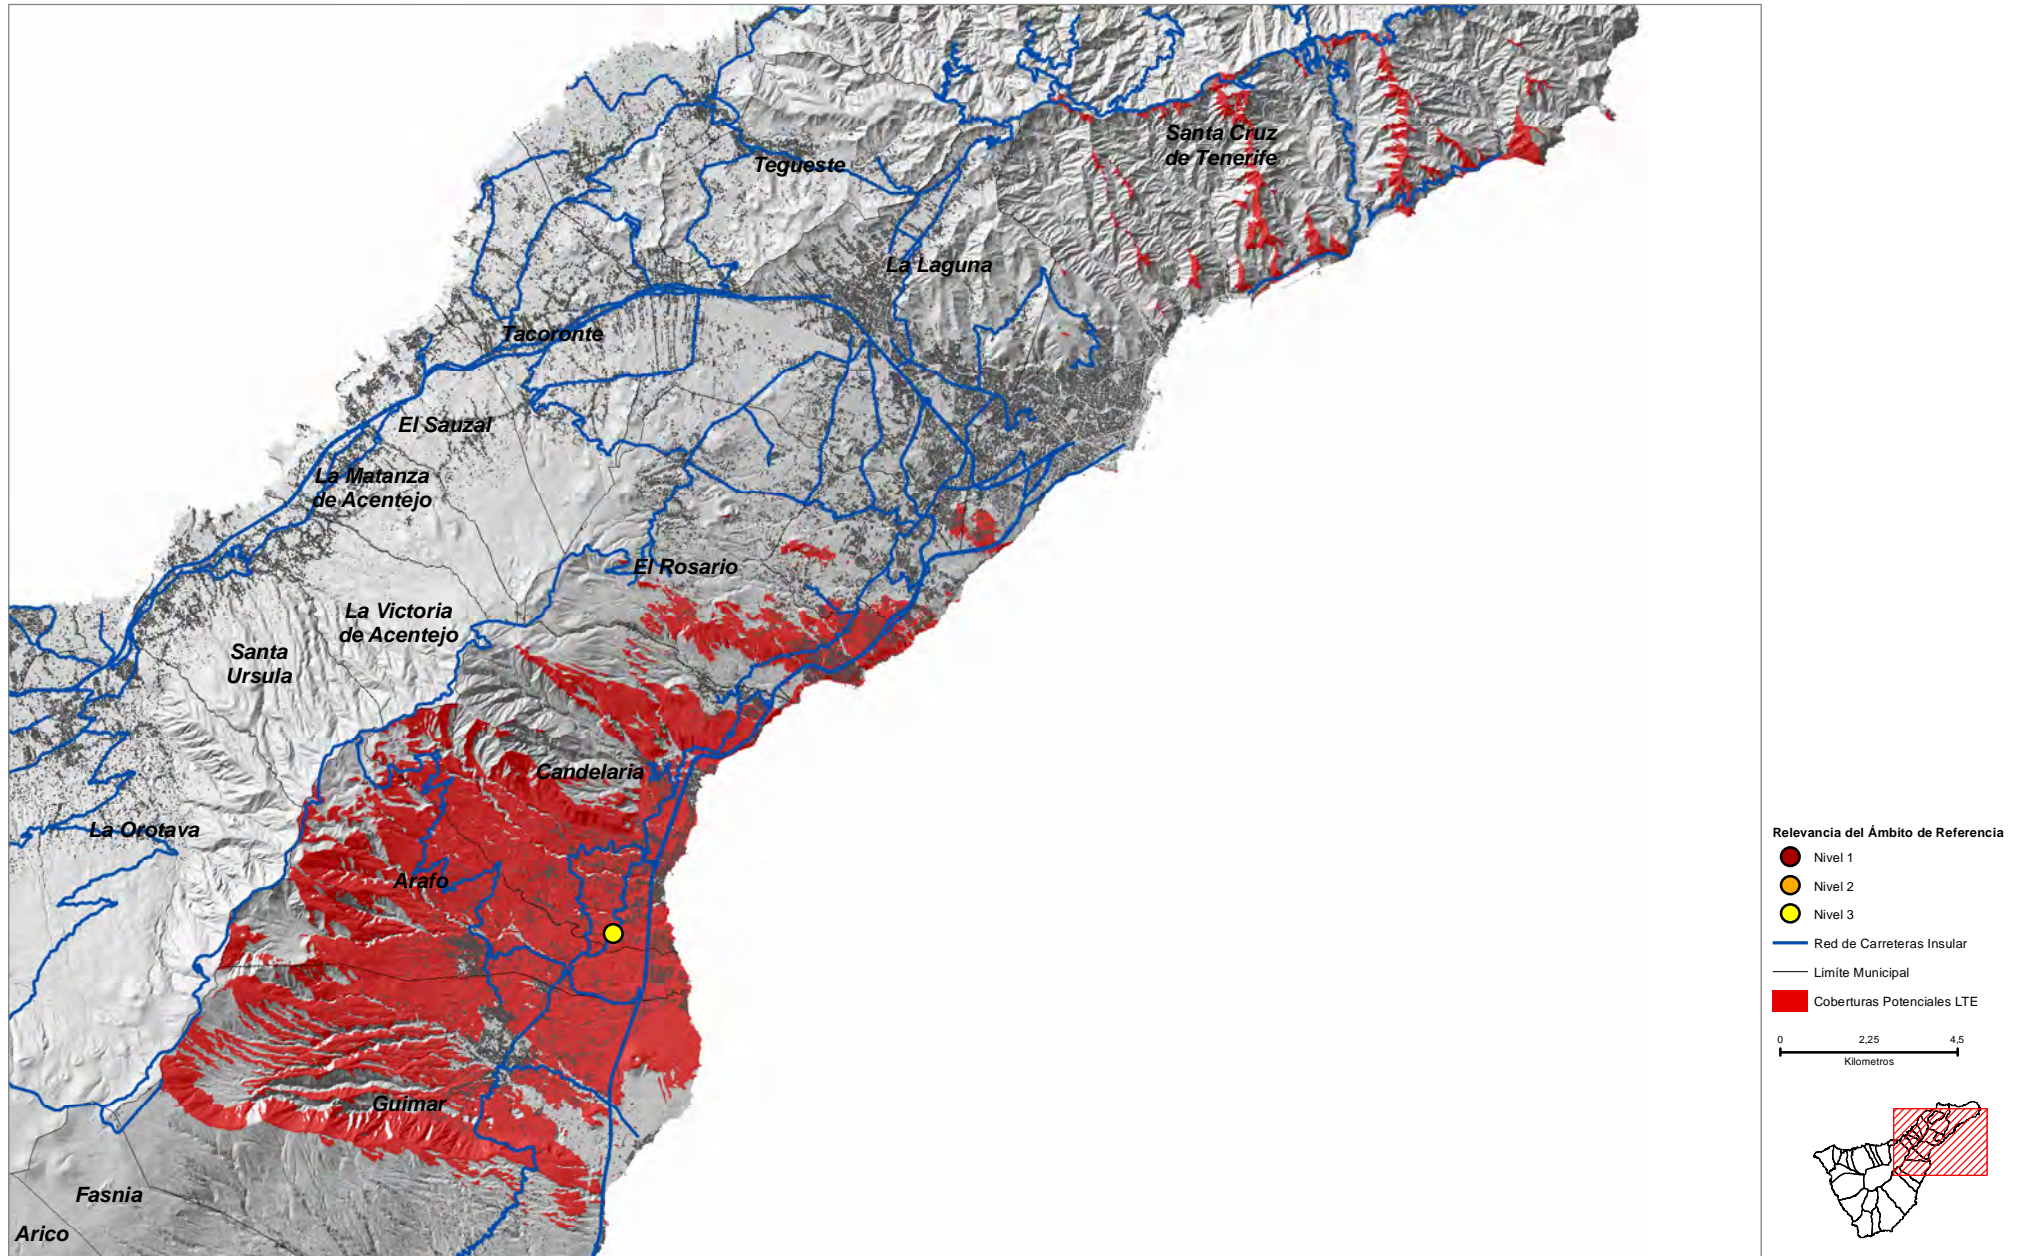 Santa Cruz
de Tenerife
Tegueste
La Laguna
Tacoronte
El Sauzal
La Matanza
de Acentejo
El Rosario
La Victoria
de Acentejo
Santa
Ursula
Candelaria
La Orotava
Arafo
Guimar
Fasnia
Arico
Relevancia del Ámbito de Referencia
Nivel 1
Nivel 2
Nivel 3
Red de Carreteras Insular
Limíte Municipal
Coberturas Potenciales LTE
0 2,25 4,5
Kilometros